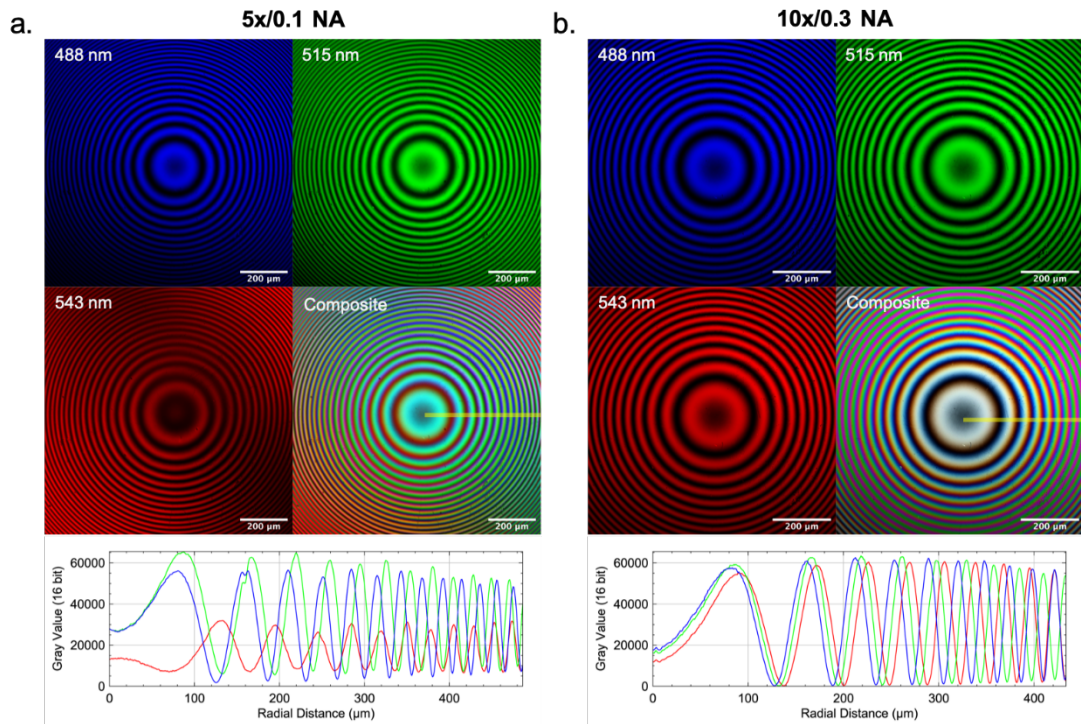 a.
5x/0.1 NA
488 nm
515 nm
200 μm
200 μm
543 nm
Composite
200 μm
200 μm
60000
40000
20000
0
Gray Value (16 bit)
0 100 200 300 400
Radial Distance (μm)
b.
10x/0.3 NA
488 nm
515 nm
200 μm
200 μm
543 nm
Composite
200 μm
200 μm
60000
40000
20000
0
Gray Value (16 bit)
0 100 200 300 400
Radial Distance (μm)